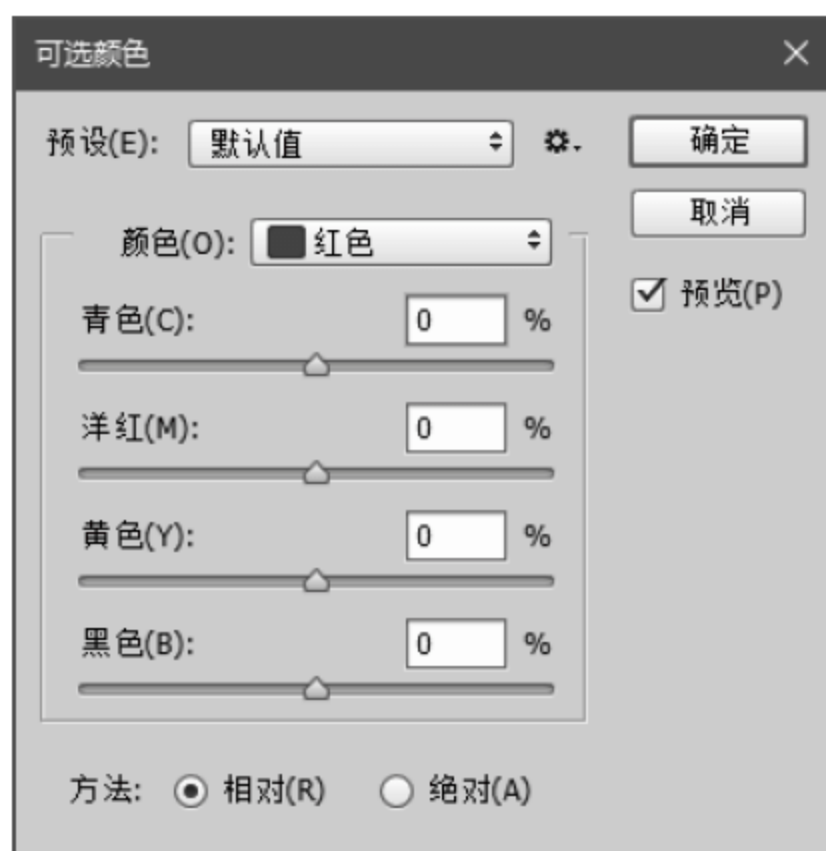 可选颜色
预设(E): 默认值 确定
取消
颜色(O): 红色
预览(P)
青色(C): 0 %
洋红(M): 0 %
黄色(Y): 0 %
黑色(B): 0 %
方法: 相对(R) 绝对(A)